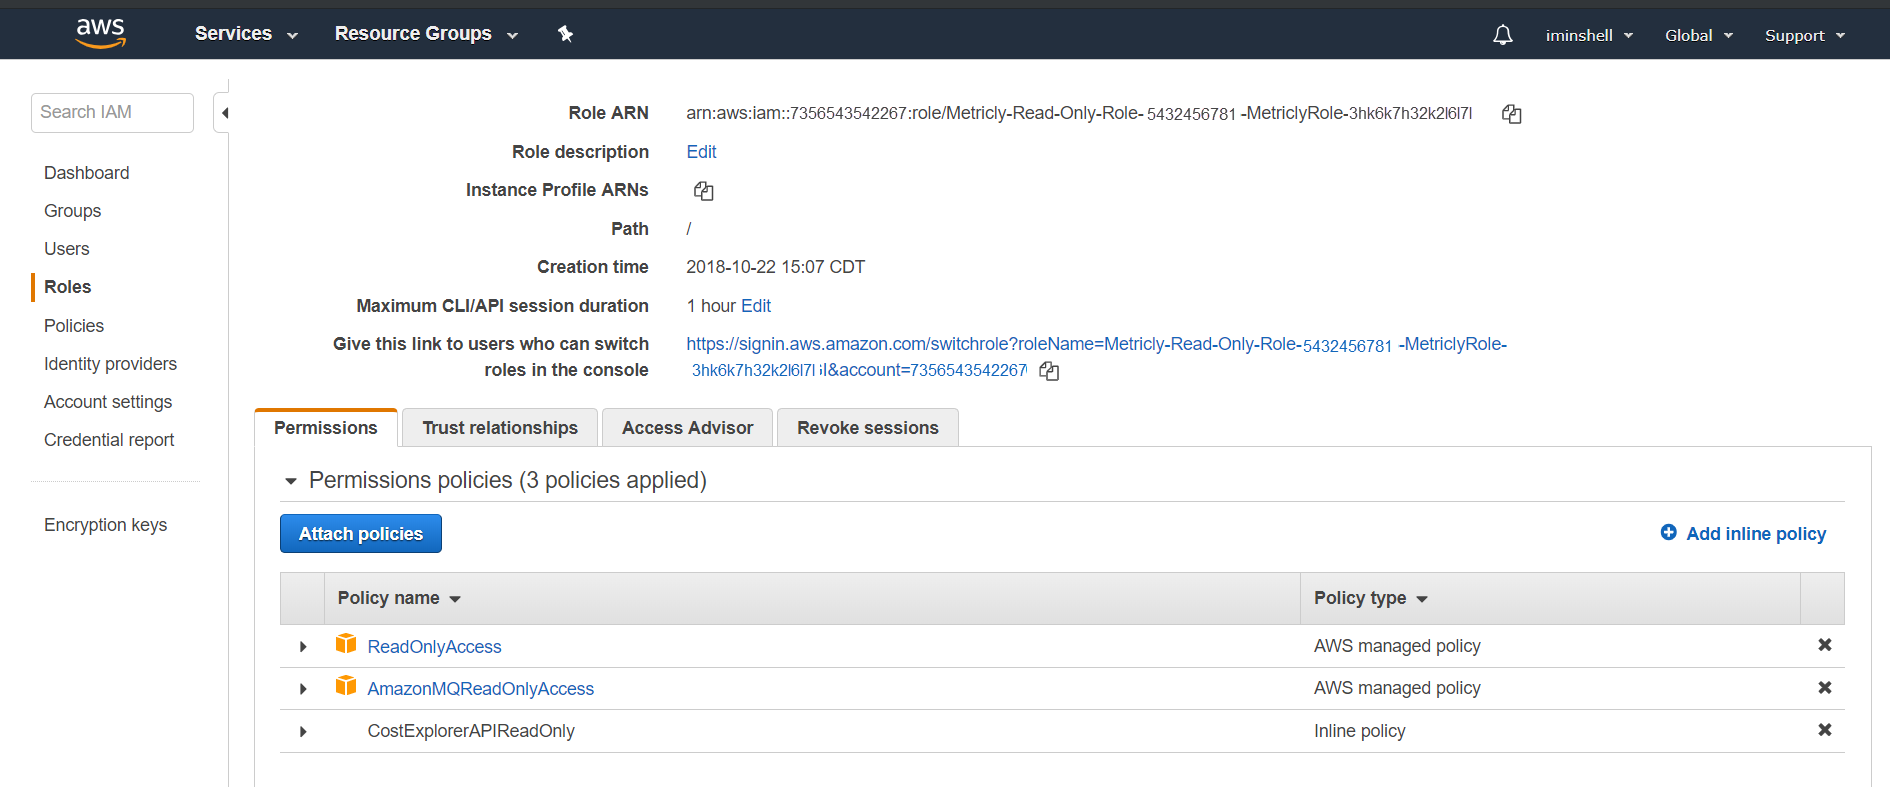 aws Services Resource Groups iminshell Global Support
Search IAM
Dashboard
Groups
Users
Roles
Policies
Identity providers
Account settings
Credential report
Encryption keys
Role ARN arn:aws:iam::7356543542267:role/Metricly-Read-Only-Role-5432456781 -MetriclyRole-3hk6k7h32k2l6l7l
Role description Edit
Instance Profile ARNs
Path /
Creation time 2018-10-22 15:07 CDT
Maximum CLI/API session duration 1 hour Edit
Give this link to users who can switch https://signin.aws.amazon.com/switchrole?roleName=Metricly-Read-Only-Role-5432456781 -MetriclyRole-
roles in the console 3hk6k7h32k2l6l7l l&account=7356543542267
Permissions Trust relationships Access Advisor Revoke sessions
Permissions policies (3 policies applied)
Attach policies Add inline policy
Policy name Policy type
ReadOnlyAccess AWS managed policy
AmazonMQReadOnlyAccess AWS managed policy
CostExplorerAPIReadOnly Inline policy